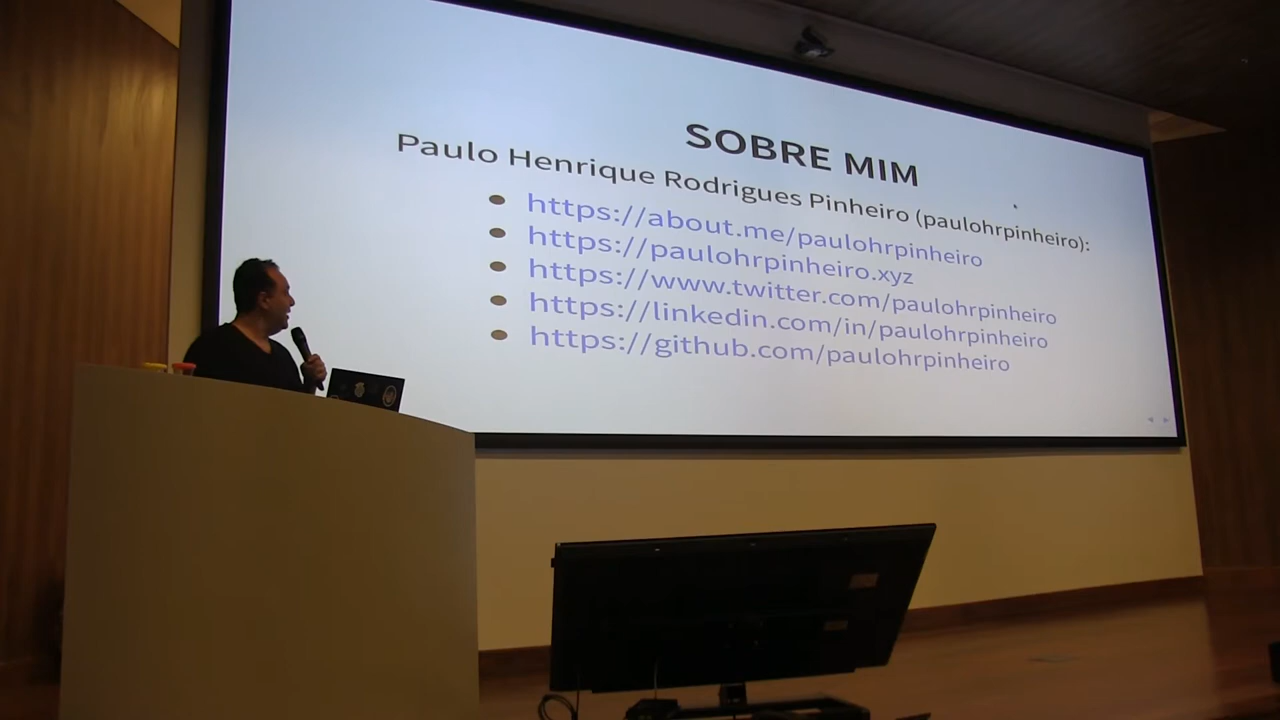 SOBRE MIM
Paulo Henrique Rodrigues Pinheiro (paulohrpinheiro):
https://about.me/paulohrpinheiro
https://paulohrpinheiro.xyz
https://www.twitter.com/paulohrpinheiro
https://linkedin.com/in/paulohrpinheiro
https://github.com/paulohrpinheiro